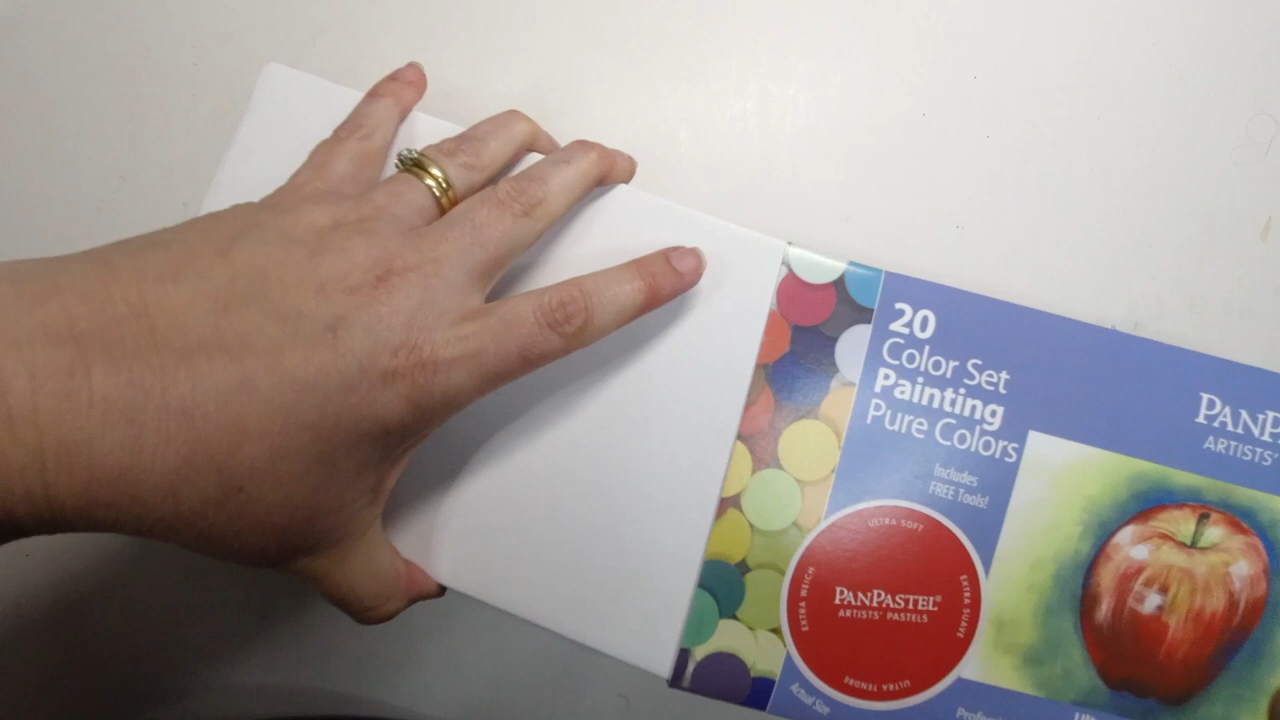 20
Color Set
Painting
Pure Colors
Includes
FREE Tools!
PANP
ARTISTS'
ULTRA SOFT
EXTRA WEICH
EXTRA SUAVE
PANPASTEL®
ARTISTS' PASTELS
ULTRA TENDRE
Actual Size